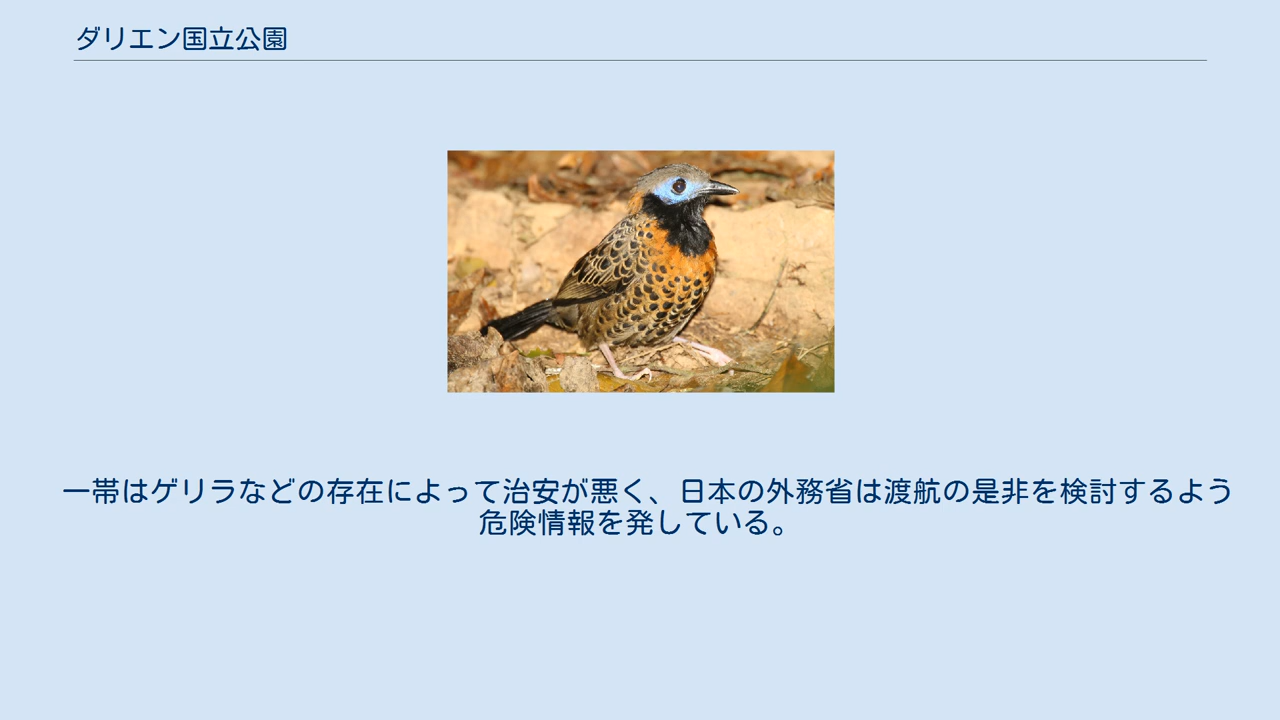 ダリエン国立公園
一帯はゲリラなどの存在によって治安が悪く、日本の外務省は渡航の是非を検討するよう
危険情報を発している。